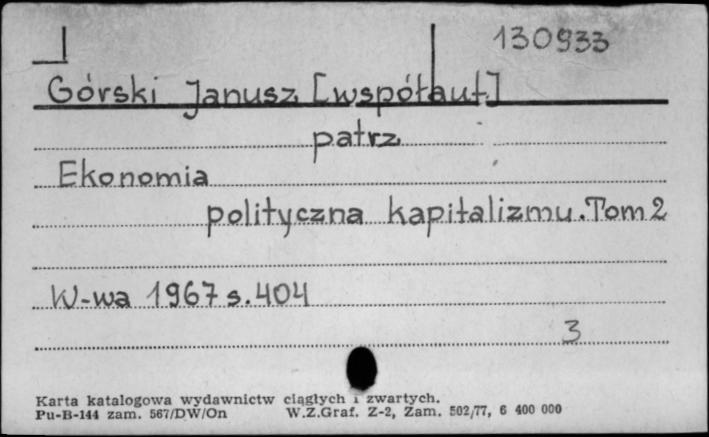 130933
Górski Janusz [współaut.]
patrz
Ekonomia
polityczna kapitalizmu. Tom 2
W-wa 1967 s. 404
3
Karta katalogowa wydawnictw ciągłych i zwartych.
Pu-B-144 zam. 567/DW/On W.Z.Graf. Z-2, Zam. 502/77, 6 400 000